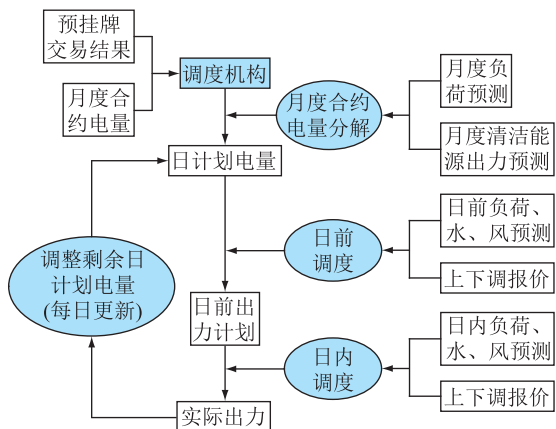 预挂牌
交易结果
月度合
约电量
调度机构
月度合约
电量分解
月度负
荷预测
月度清洁能
源出力预测
日计划电量
日前
调度
日前负荷、
水、风预测
上下调报价
调整剩余日
计划电量
(每日更新)
日前出
力计划
日内
调度
日内负荷、
水、风预测
上下调报价
实际出力